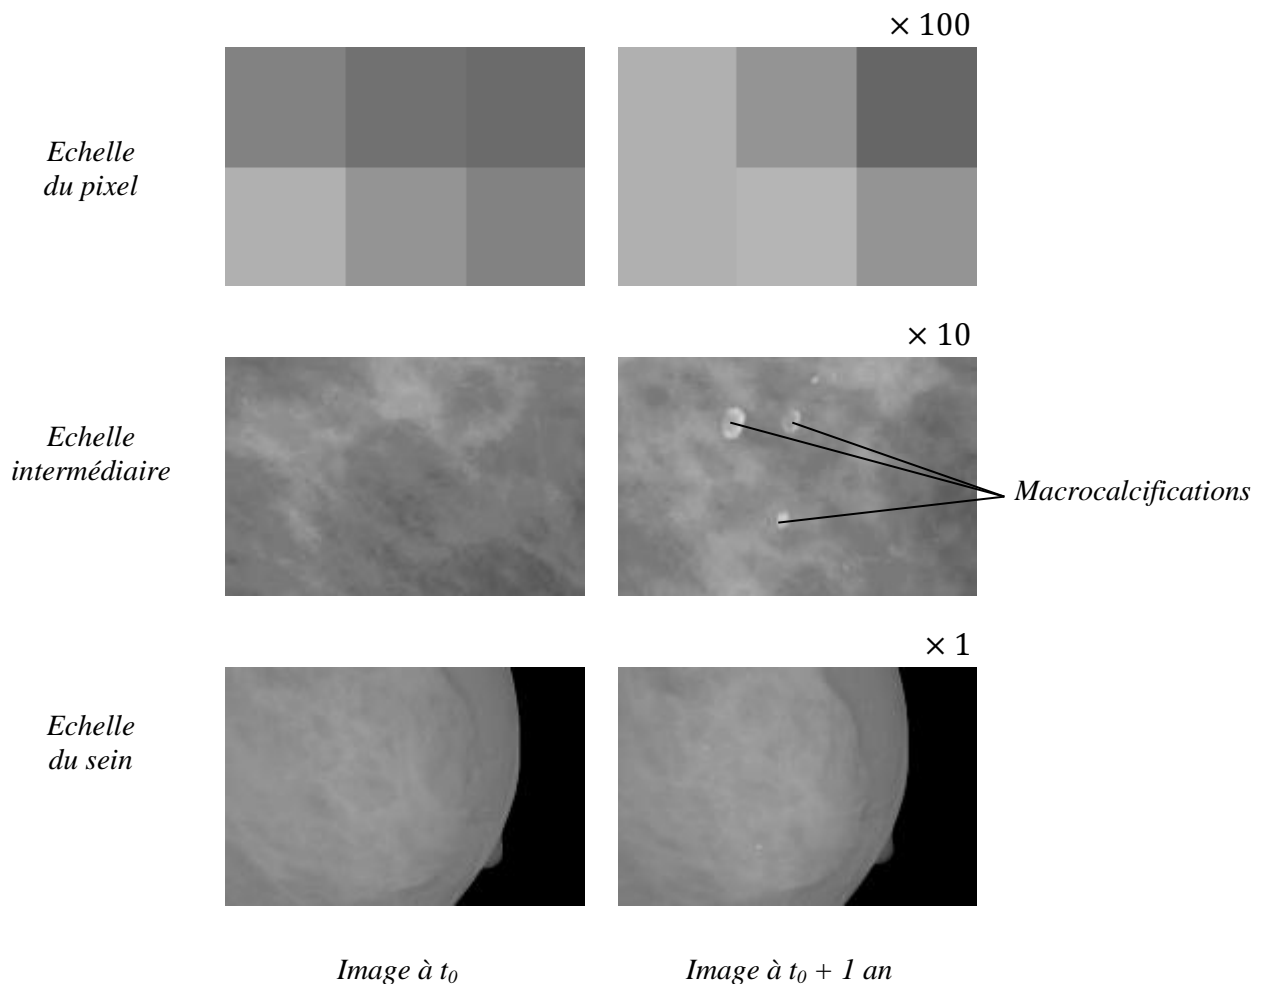 × 100
Echelle
du pixel
× 10
Echelle
intermédiaire
Macrocalcifications
× 1
Echelle
du sein
Image à t₀
Image à t₀ + 1 an